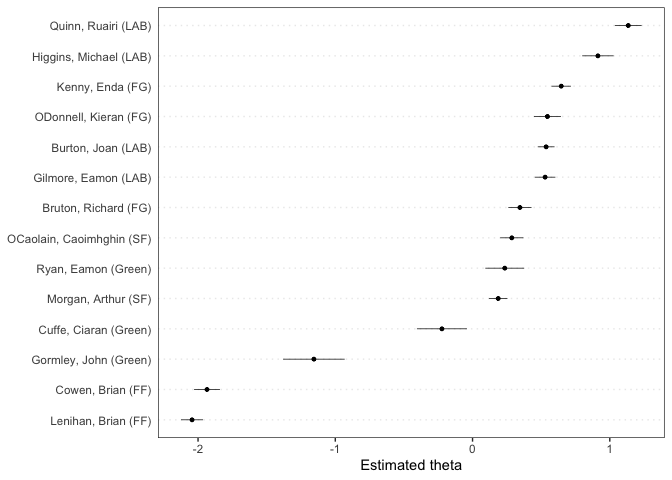 Quinn, Ruairi (LAB)
Higgins, Michael (LAB)
Kenny, Enda (FG)
ODonnell, Kieran (FG)
Burton, Joan (LAB)
Gilmore, Eamon (LAB)
Bruton, Richard (FG)
OCaolain, Caoimhghin (SF)
Ryan, Eamon (Green)
Morgan, Arthur (SF)
Cuffe, Ciaran (Green)
Gormley, John (Green)
Cowen, Brian (FF)
Lenihan, Brian (FF)
-2 -1 0 1
Estimated theta